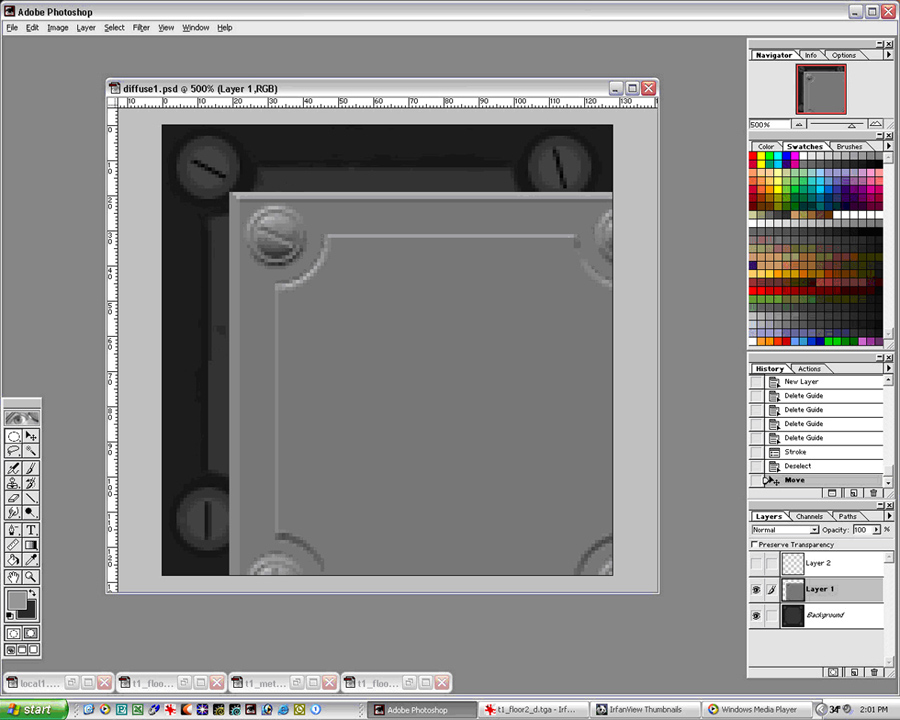 Adobe Photoshop
File Edit Image Layer Select Filter View Window Help
diffuse1.psd @ 500% (Layer 1,RGB)
10 0 10 20 30 40 50 60 70 80 90 100 110 120 130
Navigator Info Options
500%
Color Swatches Brushes
History Actions
New Layer
Delete Guide
Delete Guide
Delete Guide
Delete Guide
Stroke
Deselect
Move
Layers Channels Paths
Normal Opacity: 100 %
Preserve Transparency
Layer 2
Layer 1
Background
local1.... t1_floo... t1_met... t1_floo...
start Adobe Photoshop t1_floor2_d.tga - Irf... IrfanView Thumbnails Windows Media Player 34° 2:01 PM